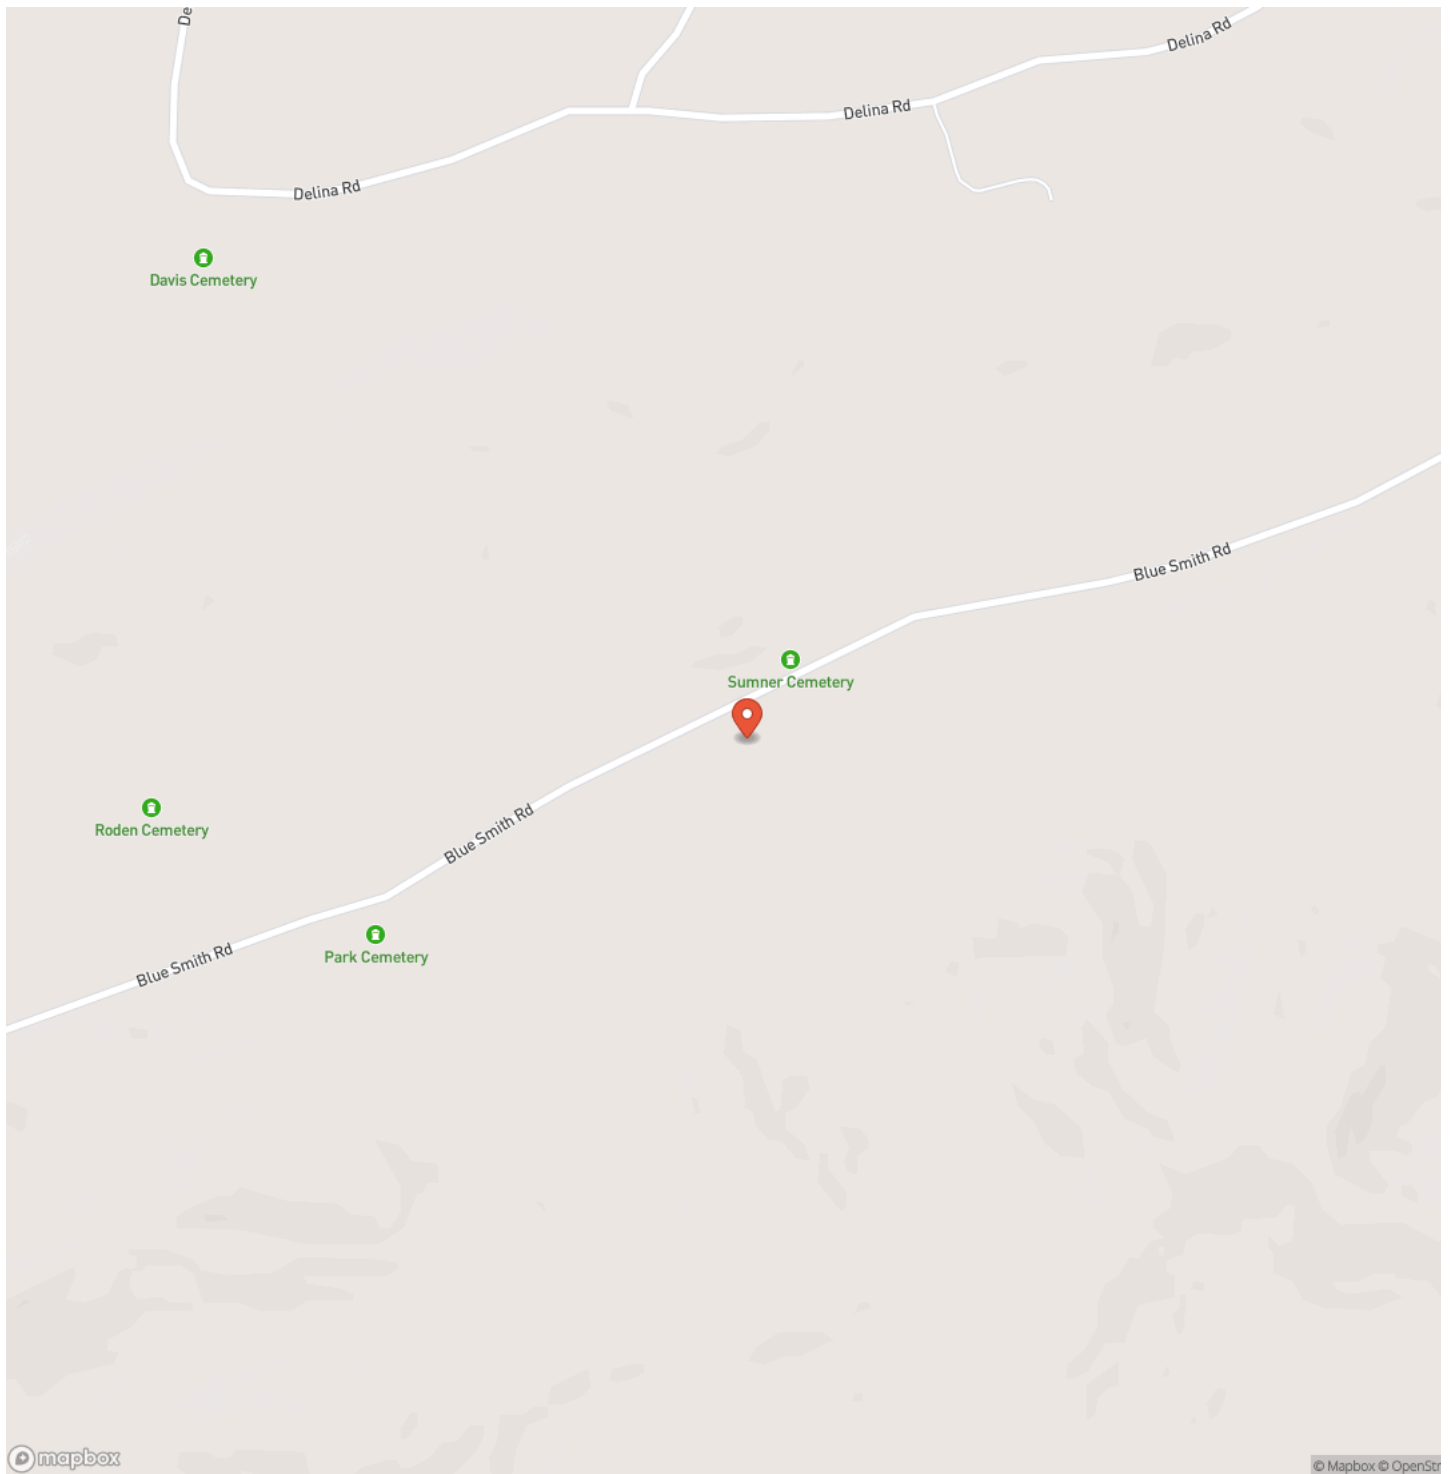 De
Delina Rd
Delina Rd
Delina Rd
Davis Cemetery
Blue Smith Rd
Sumner Cemetery
Roden Cemetery
Blue Smith Rd
Park Cemetery
Blue Smith Rd
mapbox
© Mapbox © OpenStr